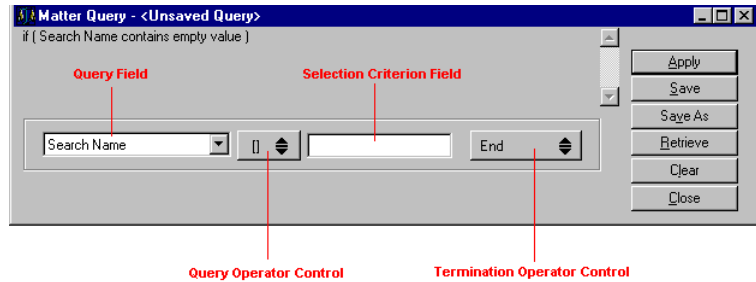 Matter Query - <Unsaved Query>
if ( Search Name contains empty value )
Query Field
Selection Criterion Field
Apply
Save
Save As
Retrieve
Clear
Close
Search Name
[]
End
Query Operator Control
Termination Operator Control